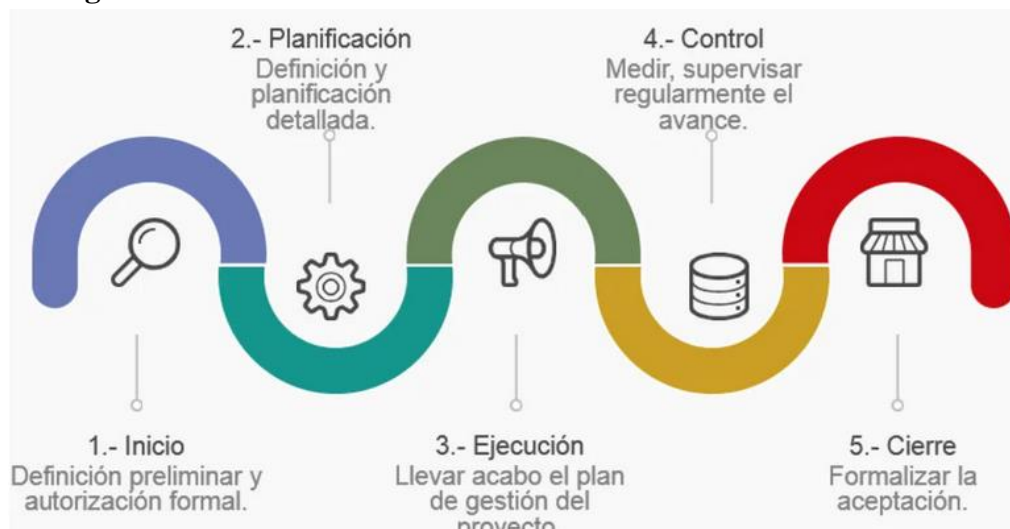 2.- Planificación
Definición y
planificación
detallada.
4.- Control
Medir, supervisar
regularmente el
avance.
1.- Inicio
Definición preliminar y
autorización formal.
3.- Ejecución
Llevar acabo el plan
de gestión del
proyecto
5.- Cierre
Formalizar la
aceptación.